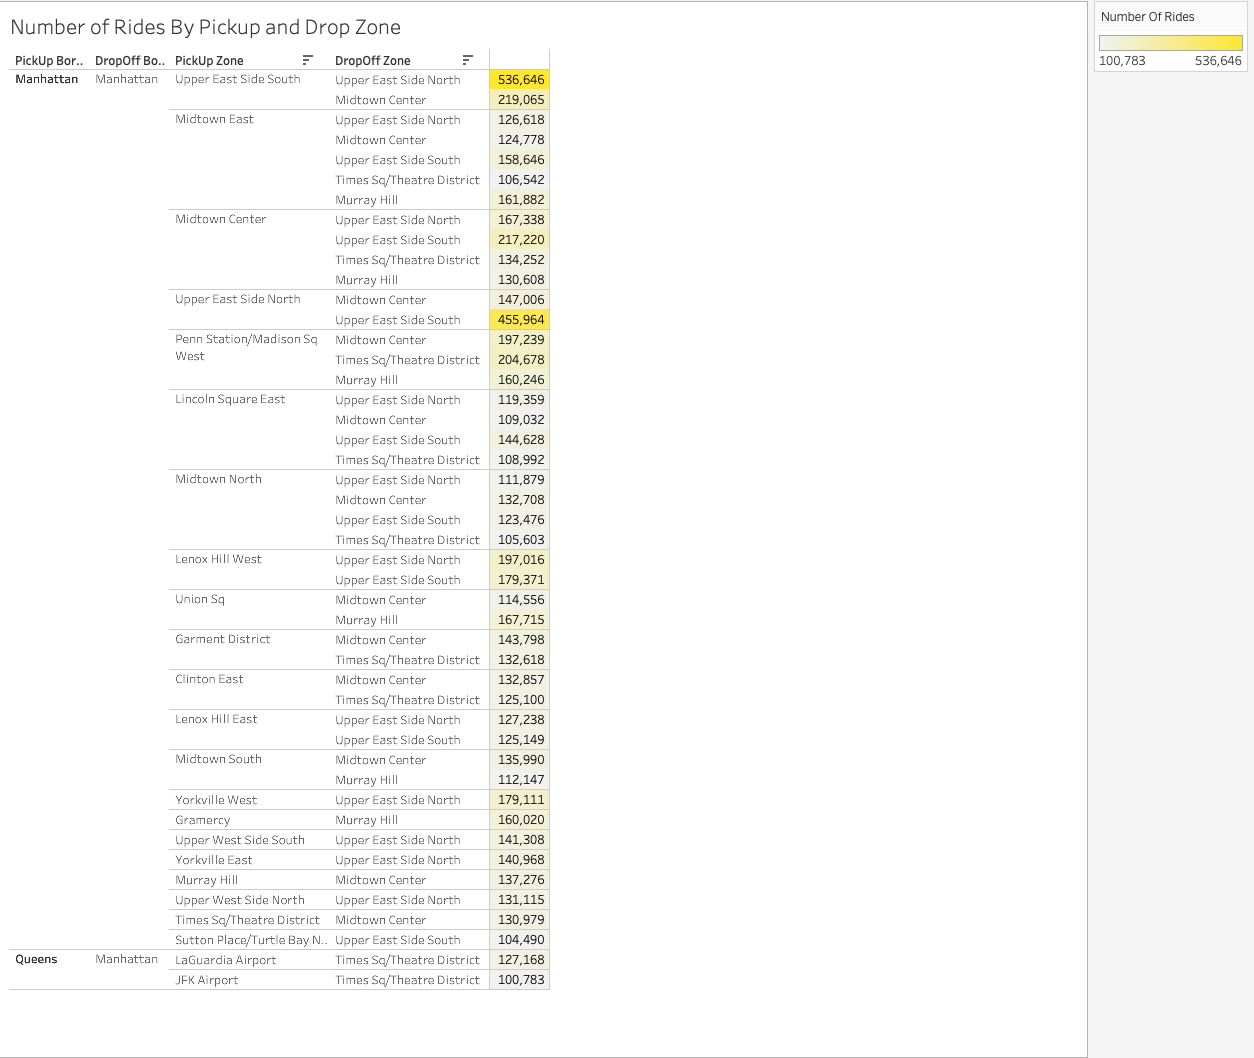 Number of Rides By Pickup and Drop Zone
Number Of Rides
100,783 536,646
PickUp Bor.. DropOff Bo.. PickUp Zone DropOff Zone
Manhattan Manhattan Upper East Side South Upper East Side North 536,646
Midtown Center 219,065
Midtown East Upper East Side North 126,618
Midtown Center 124,778
Upper East Side South 158,646
Times Sq/Theatre District 106,542
Murray Hill 161,882
Midtown Center Upper East Side North 167,338
Upper East Side South 217,220
Times Sq/Theatre District 134,252
Murray Hill 130,608
Upper East Side North Midtown Center 147,006
Upper East Side South 455,964
Penn Station/Madison Sq Midtown Center 197,239
West Times Sq/Theatre District 204,678
Murray Hill 160,246
Lincoln Square East Upper East Side North 119,359
Midtown Center 109,032
Upper East Side South 144,628
Times Sq/Theatre District 108,992
Midtown North Upper East Side North 111,879
Midtown Center 132,708
Upper East Side South 123,476
Times Sq/Theatre District 105,603
Lenox Hill West Upper East Side North 197,016
Upper East Side South 179,371
Union Sq Midtown Center 114,556
Murray Hill 167,715
Garment District Midtown Center 143,798
Times Sq/Theatre District 132,618
Clinton East Midtown Center 132,857
Times Sq/Theatre District 125,100
Lenox Hill East Upper East Side North 127,238
Upper East Side South 125,149
Midtown South Midtown Center 135,990
Murray Hill 112,147
Yorkville West Upper East Side North 179,111
Gramercy Murray Hill 160,020
Upper West Side South Upper East Side North 141,308
Yorkville East Upper East Side North 140,968
Murray Hill Midtown Center 137,276
Upper West Side North Upper East Side North 131,115
Times Sq/Theatre District Midtown Center 130,979
Sutton Place/Turtle Bay N.. Upper East Side South 104,490
Queens Manhattan LaGuardia Airport Times Sq/Theatre District 127,168
JFK Airport Times Sq/Theatre District 100,783